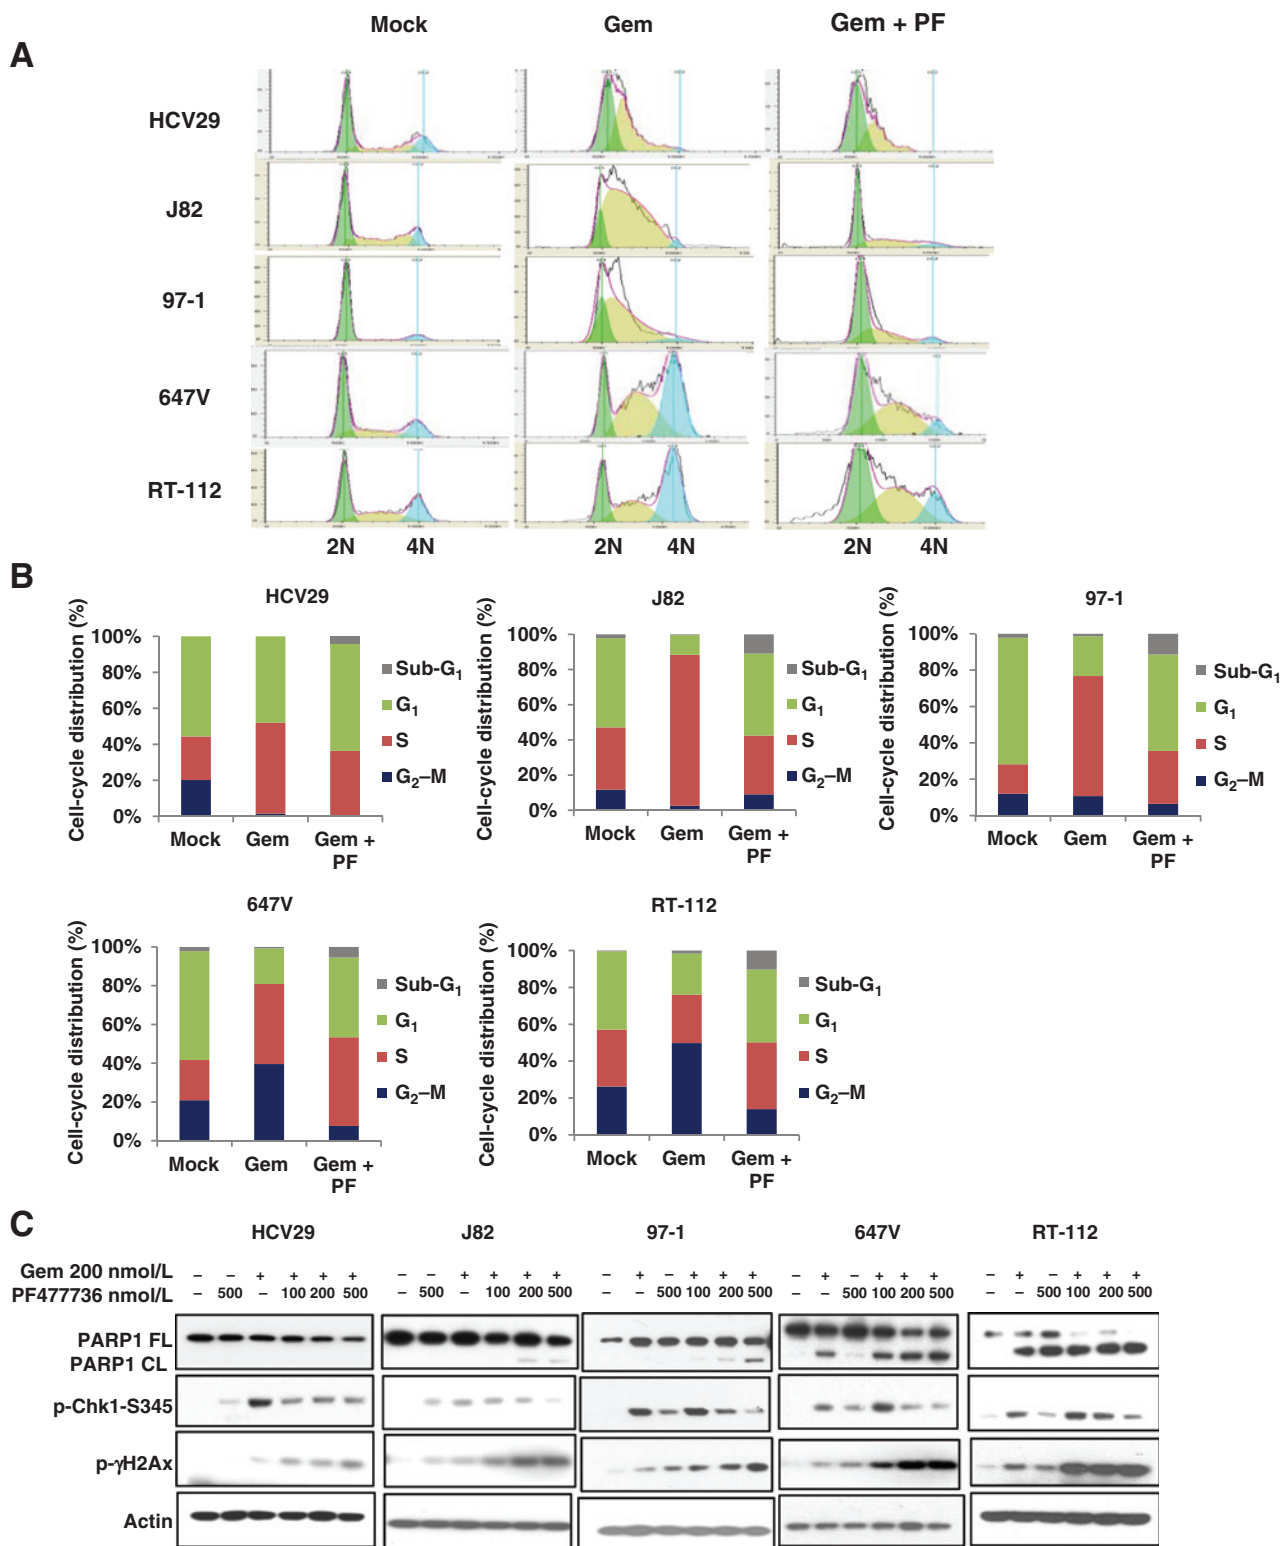 Mock Gem Gem + PF
A
HCV29
J82
97-1
647V
RT-112
2N 4N 2N 4N 2N 4N
B
HCV29
Cell-cycle distribution (%)
100%
80%
60%
40%
20%
0%
Mock Gem Gem +
PF
Sub-G1
G1
S
G2–M
J82
Cell-cycle distribution (%)
100%
80%
60%
40%
20%
0%
Mock Gem Gem +
PF
Sub-G1
G1
S
G2–M
97-1
Cell-cycle distribution (%)
100%
80%
60%
40%
20%
0%
Mock Gem Gem +
PF
Sub-G1
G1
S
G2–M
647V
Cell-cycle distribution (%)
100%
80%
60%
40%
20%
0%
Mock Gem Gem +
PF
Sub-G1
G1
S
G2–M
RT-112
Cell-cycle distribution (%)
100%
80%
60%
40%
20%
0%
Mock Gem Gem +
PF
Sub-G1
G1
S
G2–M
C
HCV29 J82 97-1 647V RT-112
Gem 200 nmol/L – – + + + + – – + + + + – + – + + + – + – + + + – + – + + +
PF477736 nmol/L – 500 – 100 200 500 – 500 – 100 200 500 – – 500 100 200 500 – – 500 100 200 500 – – 500 100 200 500
PARP1 FL
PARP1 CL
p-Chk1-S345
p-γH2Ax
Actin